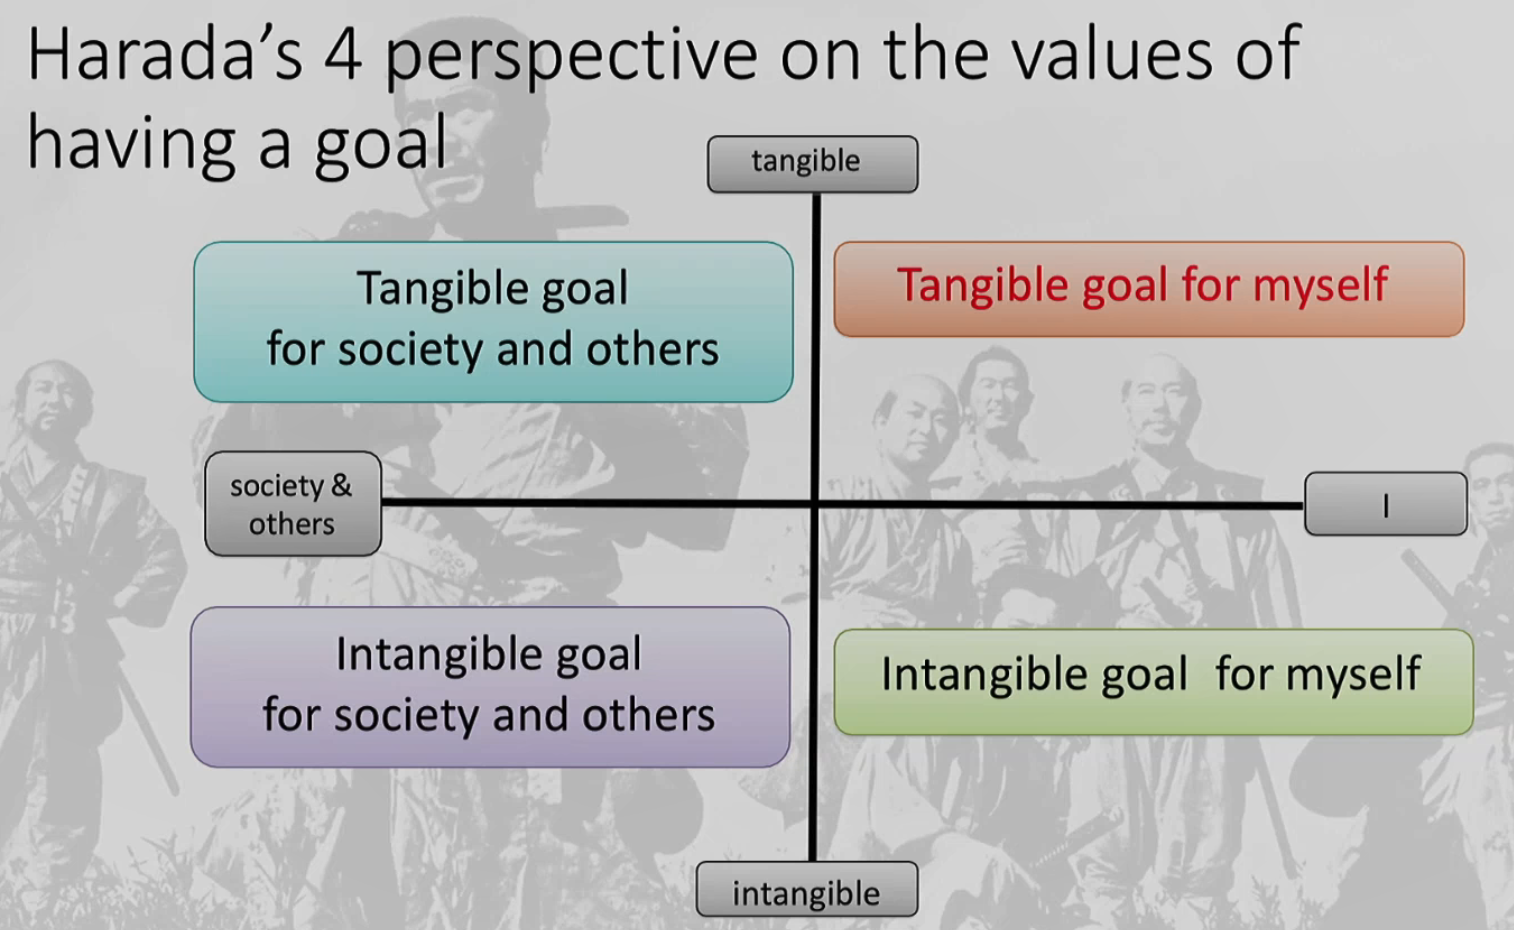 Harada's 4 perspective on the values of
having a goal
tangible
Tangible goal
for society and others
Tangible goal for myself
society &
others
I
Intangible goal
for society and others
Intangible goal  for myself
intangible